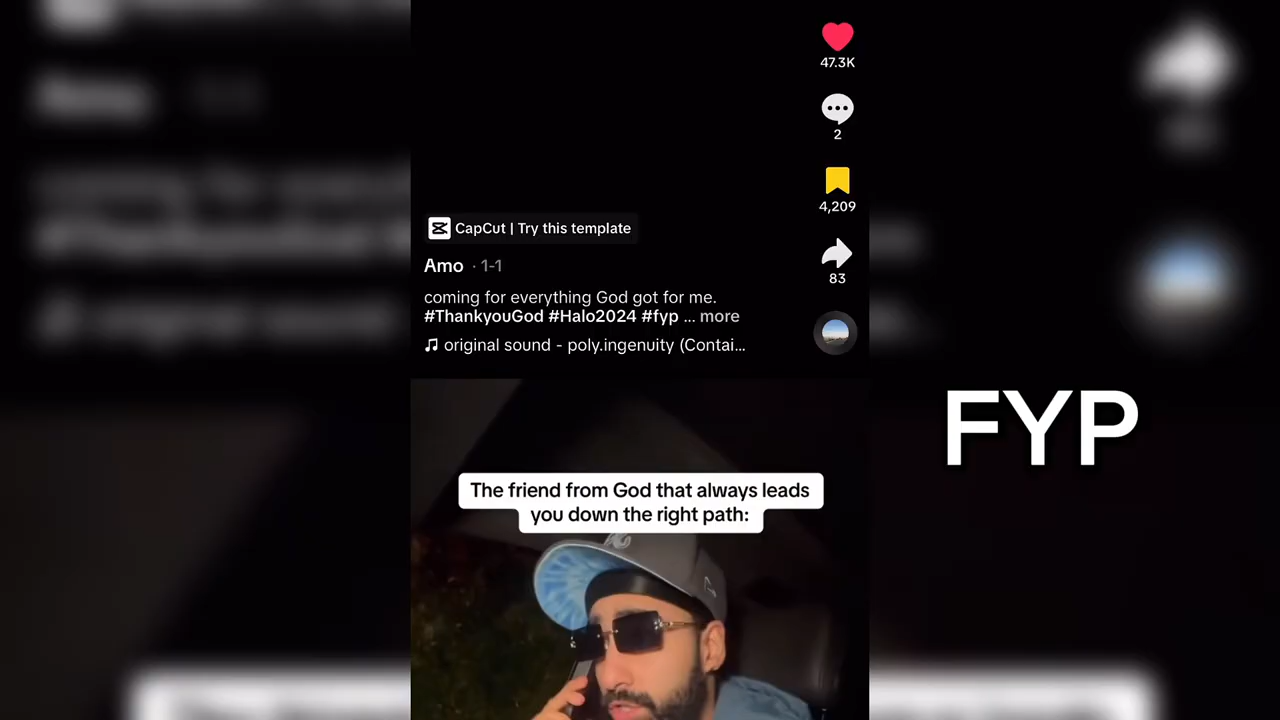 47.3K
2
4,209
83
CapCut | Try this template
Amo · 1-1
coming for everything God got for me.
#ThankyouGod #Halo2024 #fyp ... more
original sound - poly.ingenuity (Contai...
FYP
The friend from God that always leads
you down the right path: